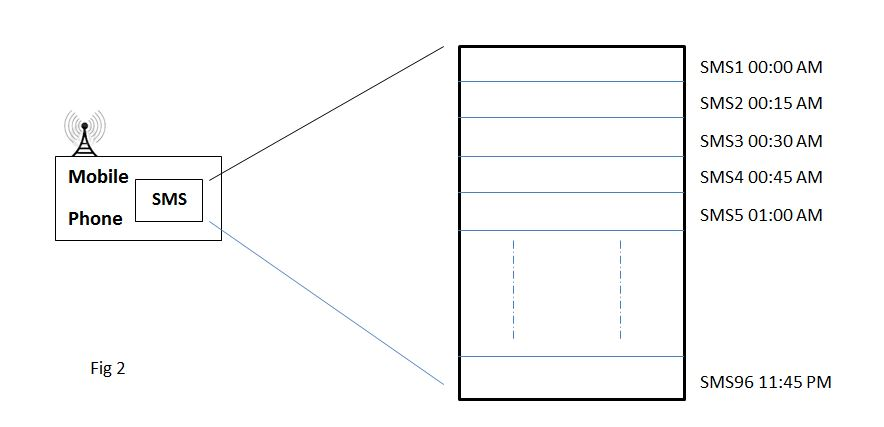 SMS1 00:00 AM
SMS2 00:15 AM
SMS3 00:30 AM
SMS4 00:45 AM
SMS5 01:00 AM
Mobile
SMS
Phone
Fig 2
SMS96 11:45 PM